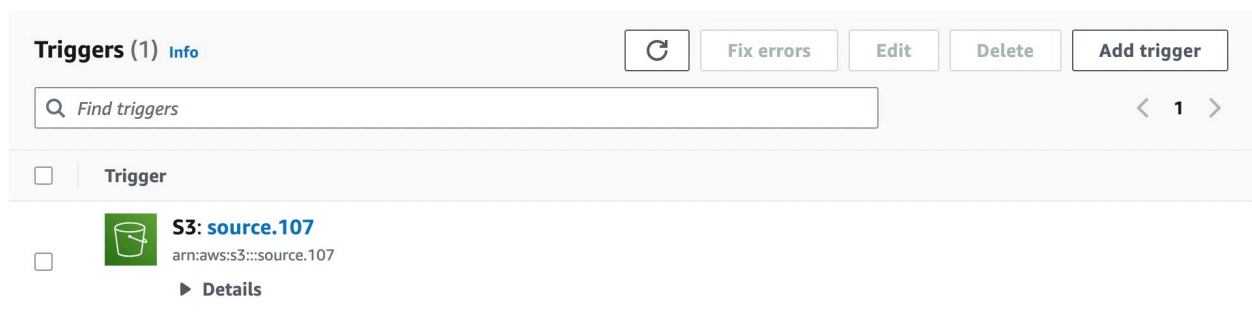 Triggers (1) Info
Fix errors
Edit
Delete
Add trigger
Find triggers
1
Trigger
S3: source.107
arn:aws:s3:::source.107
Details